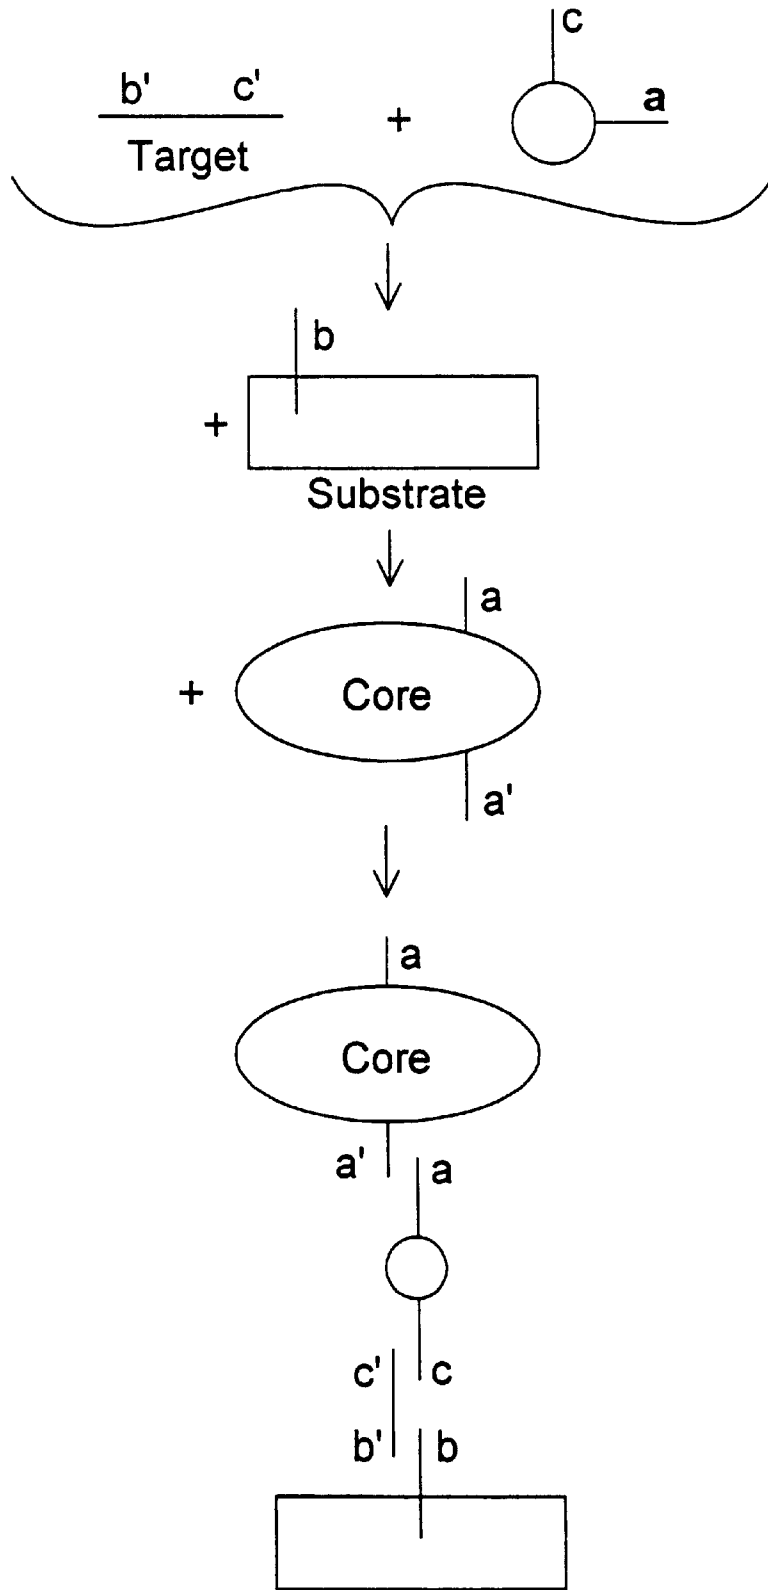 c
b' c' + a
Target
b
+
Substrate
a
+ Core
a'
a
Core
a' a
c' c
b' b